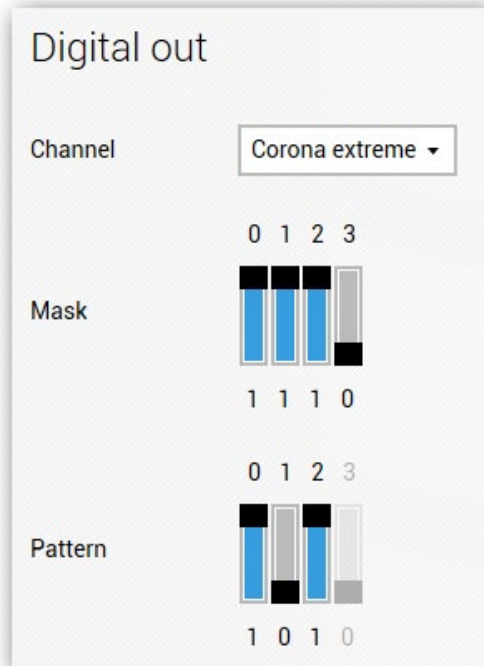 Digital out
Channel Corona extreme
0 1 2 3
Mask
1 1 1 0
0 1 2 3
Pattern
1 0 1 0